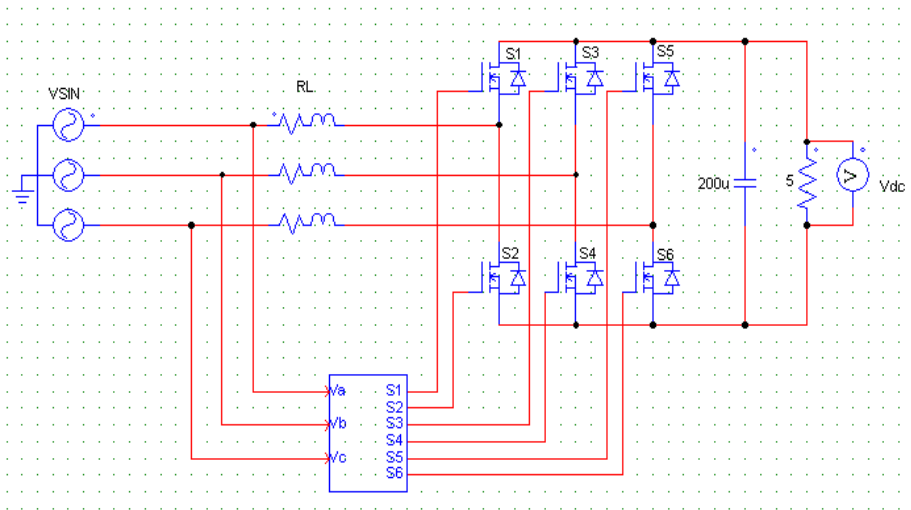 S1 S3 S5
VSIN RL
200u 5 V Vdc
S2 S4 S6
Va S1
S2
Vb S3
S4
Vc S5
S6